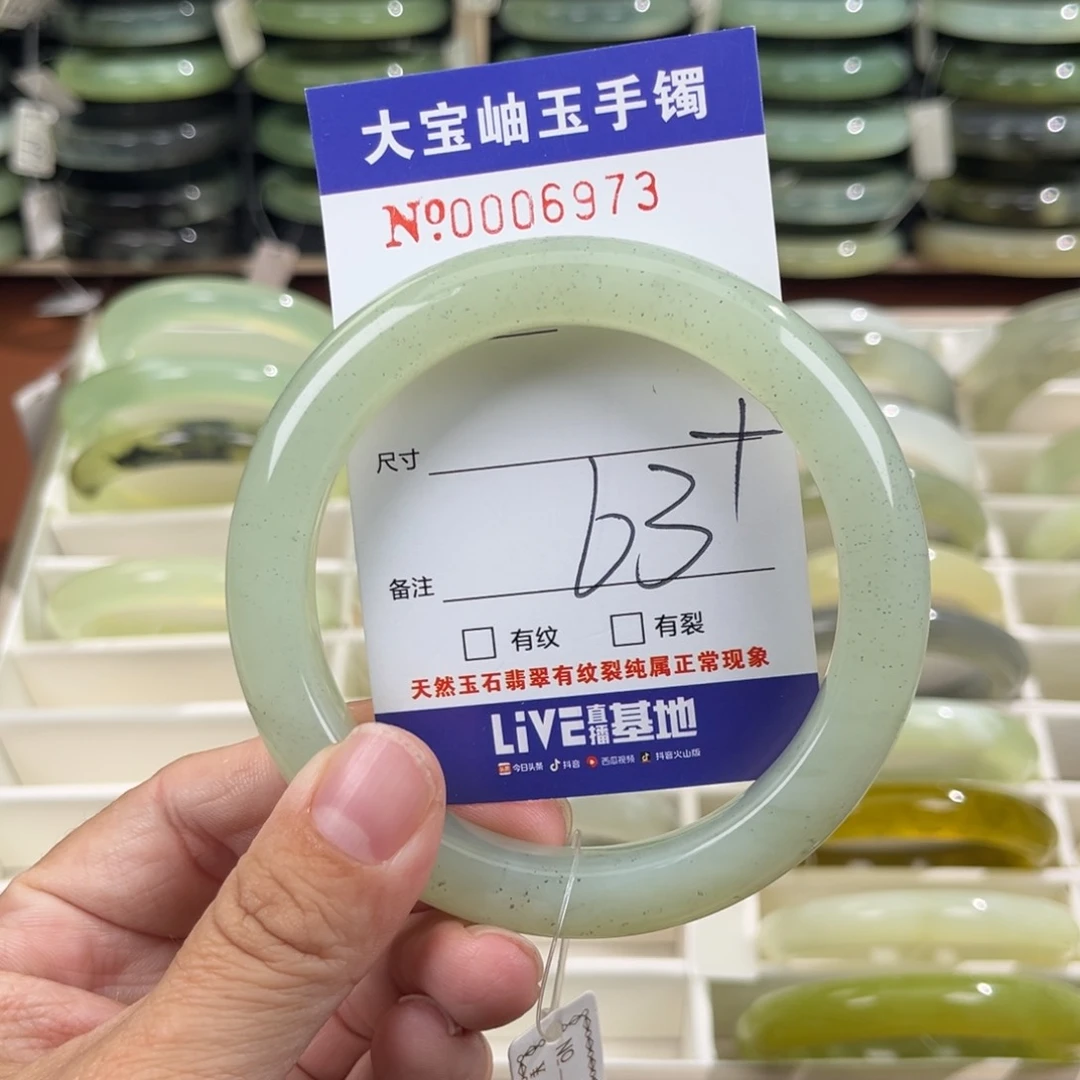 大宝岫玉手镯
№0006973
尺寸
63+
备注
□ 有纹 □ 有裂
天然玉石翡翠有纹裂纯属正常现象
LiVE直播基地
今日头条 抖音 西瓜视频 抖音火山版
NO